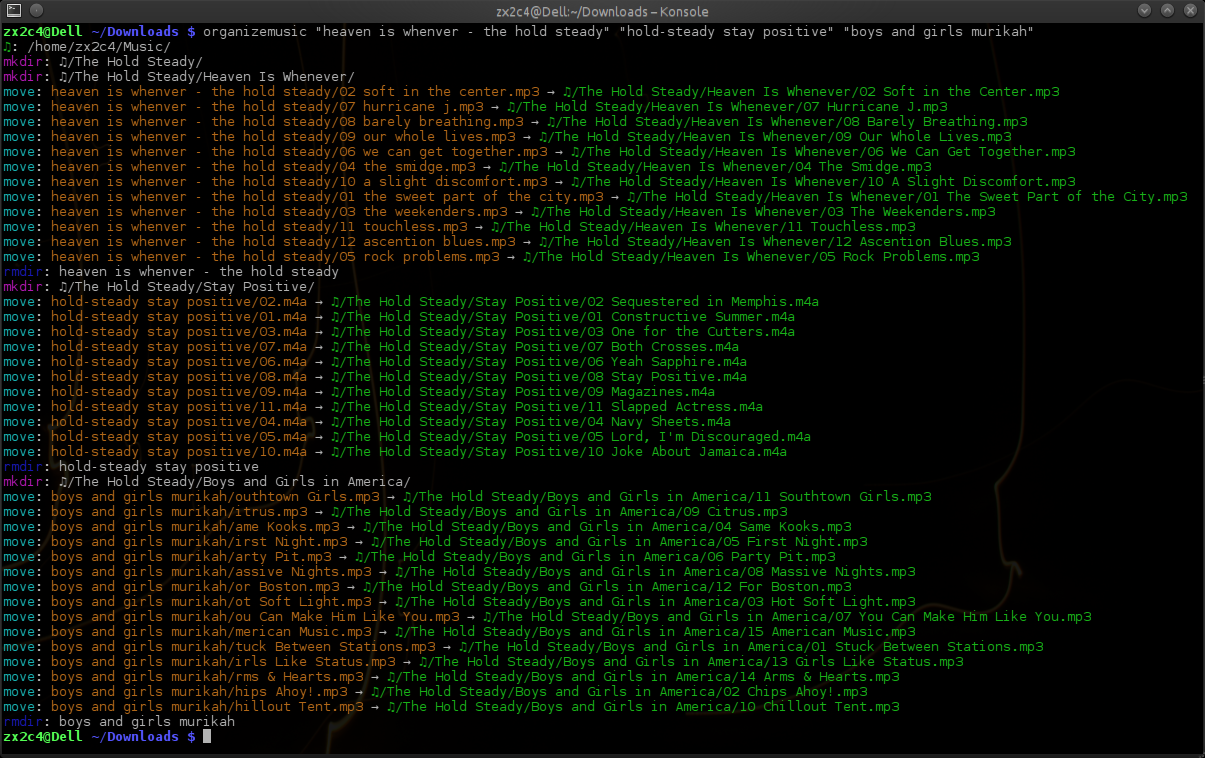 zx2c4@Dell:~/Downloads – Konsole
zx2c4@Dell ~/Downloads $ organizemusic "heaven is whenver - the hold steady" "hold-steady stay positive" "boys and girls murikah"
♫: /home/zx2c4/Music/
mkdir: ♫/The Hold Steady/
mkdir: ♫/The Hold Steady/Heaven Is Whenever/
move: heaven is whenver - the hold steady/02 soft in the center.mp3 → ♫/The Hold Steady/Heaven Is Whenever/02 Soft in the Center.mp3
move: heaven is whenver - the hold steady/07 hurricane j.mp3 → ♫/The Hold Steady/Heaven Is Whenever/07 Hurricane J.mp3
move: heaven is whenver - the hold steady/08 barely breathing.mp3 → ♫/The Hold Steady/Heaven Is Whenever/08 Barely Breathing.mp3
move: heaven is whenver - the hold steady/09 our whole lives.mp3 → ♫/The Hold Steady/Heaven Is Whenever/09 Our Whole Lives.mp3
move: heaven is whenver - the hold steady/06 we can get together.mp3 → ♫/The Hold Steady/Heaven Is Whenever/06 We Can Get Together.mp3
move: heaven is whenver - the hold steady/04 the smidge.mp3 → ♫/The Hold Steady/Heaven Is Whenever/04 The Smidge.mp3
move: heaven is whenver - the hold steady/10 a slight discomfort.mp3 → ♫/The Hold Steady/Heaven Is Whenever/10 A Slight Discomfort.mp3
move: heaven is whenver - the hold steady/01 the sweet part of the city.mp3 → ♫/The Hold Steady/Heaven Is Whenever/01 The Sweet Part of the City.mp3
move: heaven is whenver - the hold steady/03 the weekenders.mp3 → ♫/The Hold Steady/Heaven Is Whenever/03 The Weekenders.mp3
move: heaven is whenver - the hold steady/11 touchless.mp3 → ♫/The Hold Steady/Heaven Is Whenever/11 Touchless.mp3
move: heaven is whenver - the hold steady/12 ascention blues.mp3 → ♫/The Hold Steady/Heaven Is Whenever/12 Ascention Blues.mp3
move: heaven is whenver - the hold steady/05 rock problems.mp3 → ♫/The Hold Steady/Heaven Is Whenever/05 Rock Problems.mp3
rmdir: heaven is whenver - the hold steady
mkdir: ♫/The Hold Steady/Stay Positive/
move: hold-steady stay positive/02.m4a → ♫/The Hold Steady/Stay Positive/02 Sequestered in Memphis.m4a
move: hold-steady stay positive/01.m4a → ♫/The Hold Steady/Stay Positive/01 Constructive Summer.m4a
move: hold-steady stay positive/03.m4a → ♫/The Hold Steady/Stay Positive/03 One for the Cutters.m4a
move: hold-steady stay positive/07.m4a → ♫/The Hold Steady/Stay Positive/07 Both Crosses.m4a
move: hold-steady stay positive/06.m4a → ♫/The Hold Steady/Stay Positive/06 Yeah Sapphire.m4a
move: hold-steady stay positive/08.m4a → ♫/The Hold Steady/Stay Positive/08 Stay Positive.m4a
move: hold-steady stay positive/09.m4a → ♫/The Hold Steady/Stay Positive/09 Magazines.m4a
move: hold-steady stay positive/11.m4a → ♫/The Hold Steady/Stay Positive/11 Slapped Actress.m4a
move: hold-steady stay positive/04.m4a → ♫/The Hold Steady/Stay Positive/04 Navy Sheets.m4a
move: hold-steady stay positive/05.m4a → ♫/The Hold Steady/Stay Positive/05 Lord, I'm Discouraged.m4a
move: hold-steady stay positive/10.m4a → ♫/The Hold Steady/Stay Positive/10 Joke About Jamaica.m4a
rmdir: hold-steady stay positive
mkdir: ♫/The Hold Steady/Boys and Girls in America/
move: boys and girls murikah/outhtown Girls.mp3 → ♫/The Hold Steady/Boys and Girls in America/11 Southtown Girls.mp3
move: boys and girls murikah/itrus.mp3 → ♫/The Hold Steady/Boys and Girls in America/09 Citrus.mp3
move: boys and girls murikah/ame Kooks.mp3 → ♫/The Hold Steady/Boys and Girls in America/04 Same Kooks.mp3
move: boys and girls murikah/irst Night.mp3 → ♫/The Hold Steady/Boys and Girls in America/05 First Night.mp3
move: boys and girls murikah/arty Pit.mp3 → ♫/The Hold Steady/Boys and Girls in America/06 Party Pit.mp3
move: boys and girls murikah/assive Nights.mp3 → ♫/The Hold Steady/Boys and Girls in America/08 Massive Nights.mp3
move: boys and girls murikah/or Boston.mp3 → ♫/The Hold Steady/Boys and Girls in America/12 For Boston.mp3
move: boys and girls murikah/ot Soft Light.mp3 → ♫/The Hold Steady/Boys and Girls in America/03 Hot Soft Light.mp3
move: boys and girls murikah/ou Can Make Him Like You.mp3 → ♫/The Hold Steady/Boys and Girls in America/07 You Can Make Him Like You.mp3
move: boys and girls murikah/merican Music.mp3 → ♫/The Hold Steady/Boys and Girls in America/15 American Music.mp3
move: boys and girls murikah/tuck Between Stations.mp3 → ♫/The Hold Steady/Boys and Girls in America/01 Stuck Between Stations.mp3
move: boys and girls murikah/irls Like Status.mp3 → ♫/The Hold Steady/Boys and Girls in America/13 Girls Like Status.mp3
move: boys and girls murikah/rms & Hearts.mp3 → ♫/The Hold Steady/Boys and Girls in America/14 Arms & Hearts.mp3
move: boys and girls murikah/hips Ahoy!.mp3 → ♫/The Hold Steady/Boys and Girls in America/02 Chips Ahoy!.mp3
move: boys and girls murikah/hillout Tent.mp3 → ♫/The Hold Steady/Boys and Girls in America/10 Chillout Tent.mp3
rmdir: boys and girls murikah
zx2c4@Dell ~/Downloads $